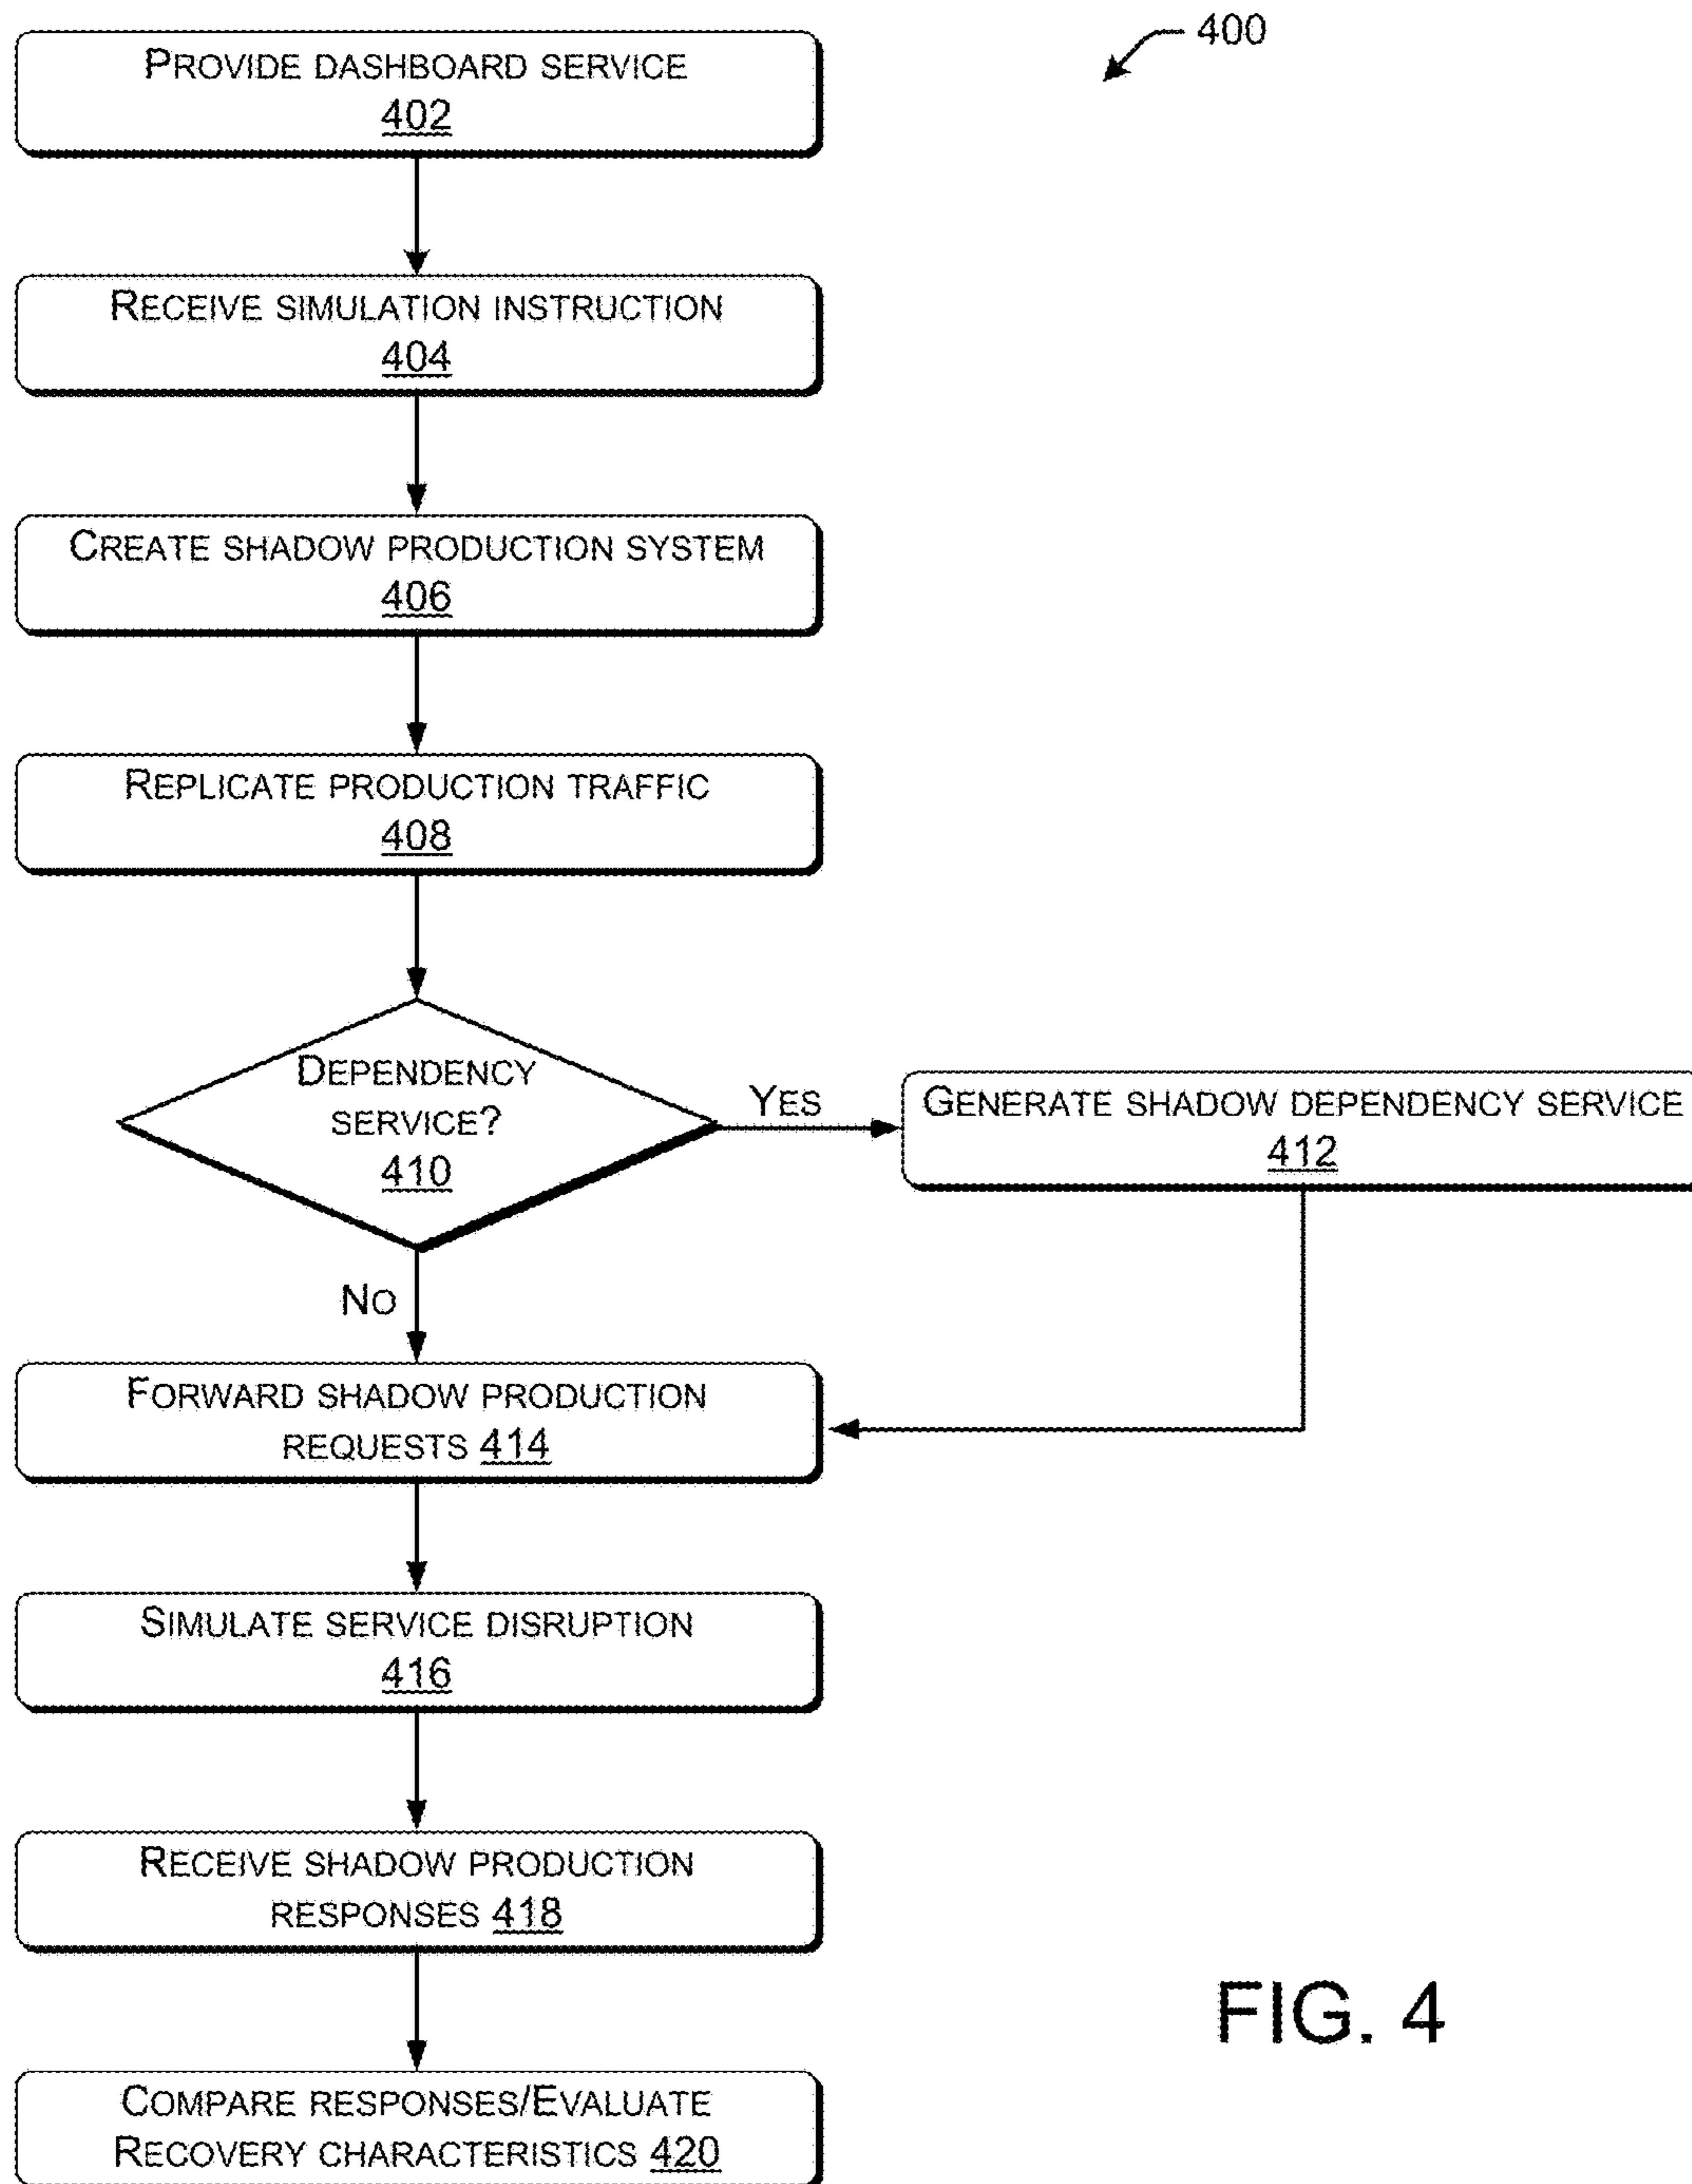 400
PROVIDE DASHBOARD SERVICE
402
RECEIVE SIMULATION INSTRUCTION
404
CREATE SHADOW PRODUCTION SYSTEM
406
REPLICATE PRODUCTION TRAFFIC
408
DEPENDENCY
SERVICE?
410
YES
GENERATE SHADOW DEPENDENCY SERVICE
412
NO
FORWARD SHADOW PRODUCTION
REQUESTS 414
SIMULATE SERVICE DISRUPTION
416
RECEIVE SHADOW PRODUCTION
RESPONSES 418
COMPARE RESPONSES/EVALUATE
RECOVERY CHARACTERISTICS 420
FIG. 4